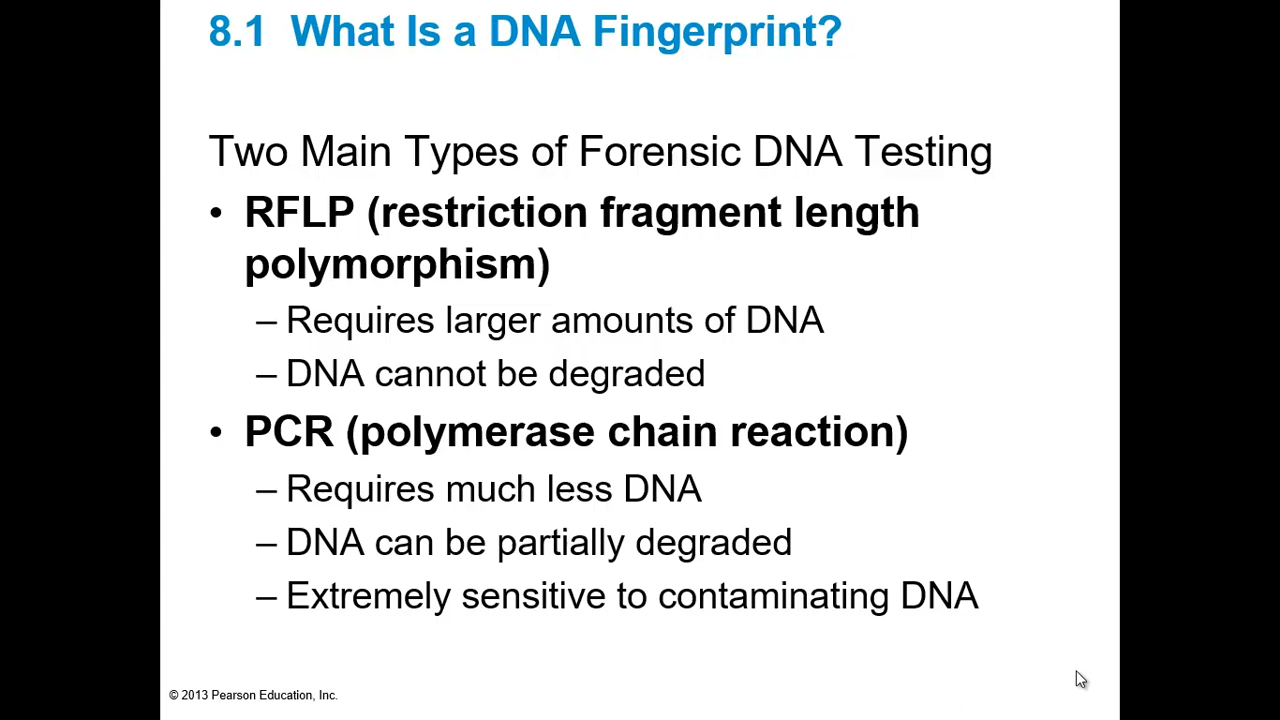 8.1 What Is a DNA Fingerprint?
Two Main Types of Forensic DNA Testing
• RFLP (restriction fragment length
polymorphism)
– Requires larger amounts of DNA
– DNA cannot be degraded
• PCR (polymerase chain reaction)
– Requires much less DNA
– DNA can be partially degraded
– Extremely sensitive to contaminating DNA
© 2013 Pearson Education, Inc.